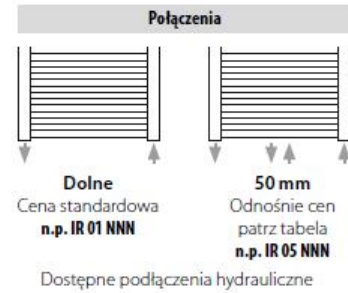 Połączenia
Dolne
Cena standardowa
n.p. IR 01 NNN
50 mm
Odnośnie cen
patrz tabela
n.p. IR 05 NNN
Dostępne podłączenia hydrauliczne